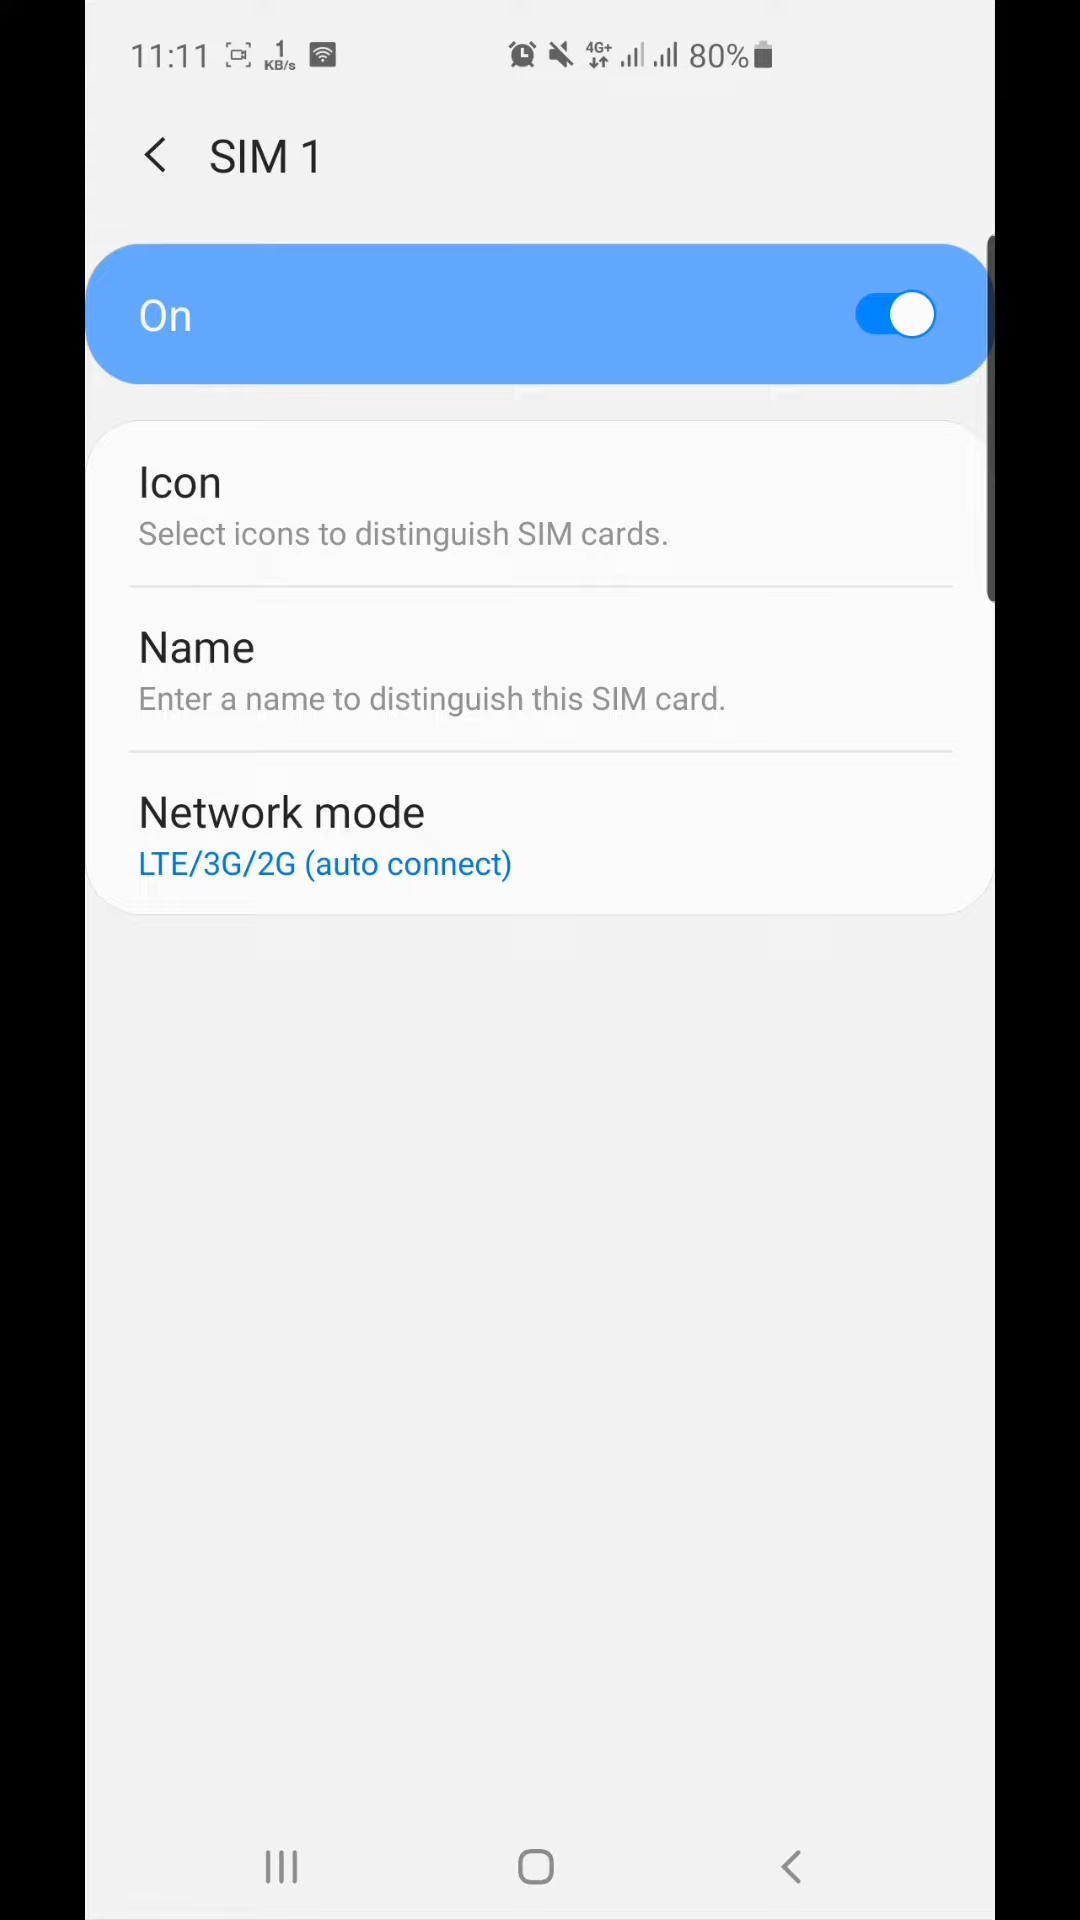 11:11 1 KB/s 4G+ 80%
SIM 1
On
Icon
Select icons to distinguish SIM cards.
Name
Enter a name to distinguish this SIM card.
Network mode
LTE/3G/2G (auto connect)